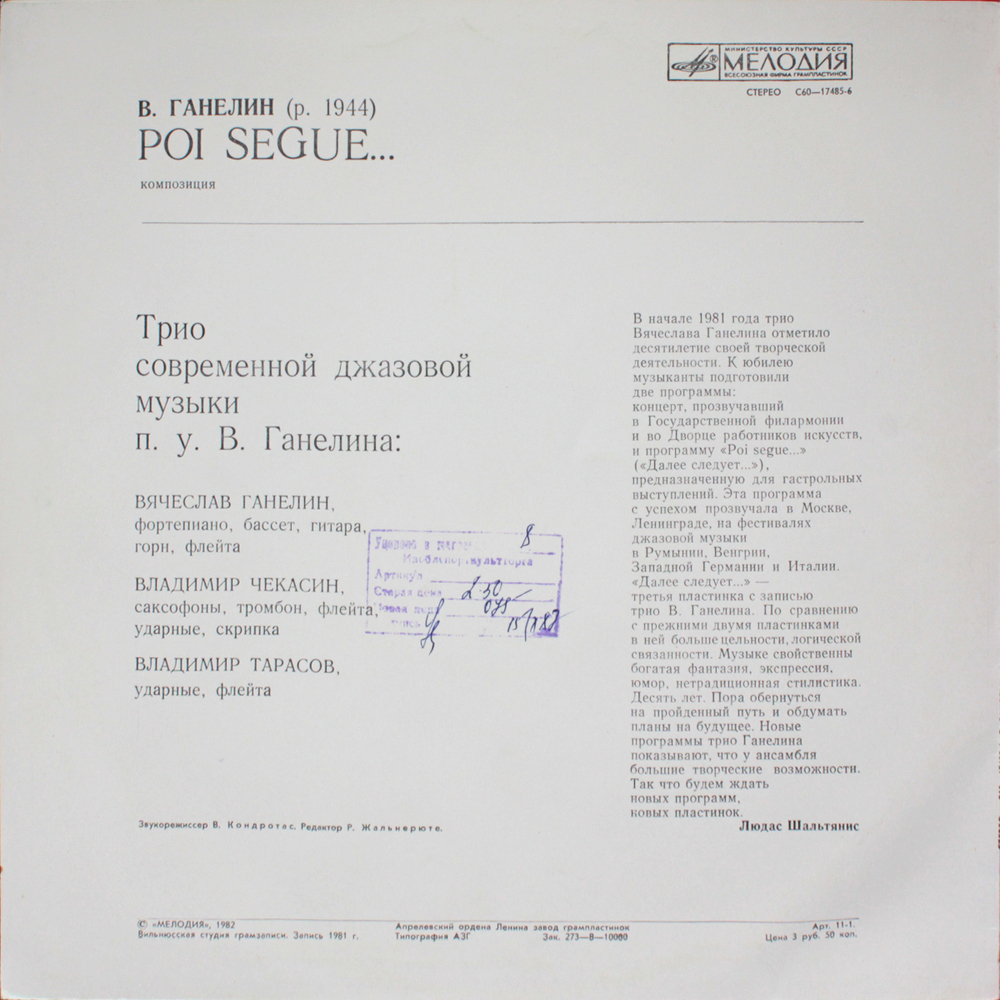 МИНИСТЕРСТВО КУЛЬТУРЫ СССР
МЕЛОДИЯ
ВСЕСОЮЗНАЯ ФИРМА ГРАМПЛАСТИНОК
СТЕРЕО С60—17485-6
В. ГАНЕЛИН (р. 1944)
POI SEGUE...
композиция
Трио
современной джазовой
музыки
п. у. В. Ганелина:
ВЯЧЕСЛАВ ГАНЕЛИН,
фортепиано, бассет, гитара,
горн, флейта
ВЛАДИМИР ЧЕКАСИН,
саксофоны, тромбон, флейта,
ударные, скрипка
ВЛАДИМИР ТАРАСОВ,
ударные, флейта
8
Артикул
Старая цена 2 50
075
В начале 1981 года трио
Вячеслава Ганелина отметило
десятилетие своей творческой
деятельности. К юбилею
музыканты подготовили
две программы:
концерт, прозвучавший
в Государственной филармонии
и во Дворце работников искусств,
и программу «Poi segue...»
(«Далее следует...»),
предназначенную для гастрольных
выступлений. Эта программа
с успехом прозвучала в Москве,
Ленинграде, на фестивалях
джазовой музыки
в Румынии, Венгрии,
Западной Германии и Италии.
«Далее следует...» —
третья пластинка с записью
трио В. Ганелина. По сравнению
с прежними двумя пластинками
в ней больше цельности, логической
связанности. Музыке свойственны
богатая фантазия, экспрессия,
юмор, нетрадиционная стилистика.
Десять лет. Пора обернуться
на пройденный путь и обдумать
планы на будущее. Новые
программы трио Ганелина
показывают, что у ансамбля
большие творческие возможности.
Так что будем ждать
новых программ,
новых пластинок.
Людас Шальтянис
Звукорежиссер В. Кондротас. Редактор Р. Жальнерюте.
© «МЕЛОДИЯ», 1982
Вильнюсская студия грамзаписи. Запись 1981 г.
Апрелевский ордена Ленина завод грампластинок
Типография АЗГ Зак. 273—8—10000
Арт. 11-1.
Цена 3 руб. 50 коп.